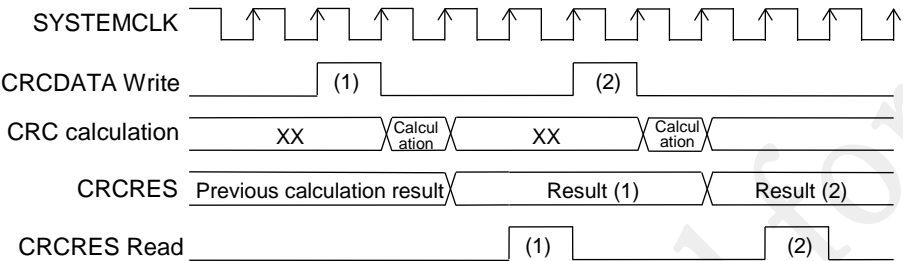 SYSTEMCLK
CRCDATA Write (1) (2)
CRC calculation XX Calcul ation XX Calcul ation
CRCRES Previous calculation result Result (1) Result (2)
CRCRES Read (1) (2)